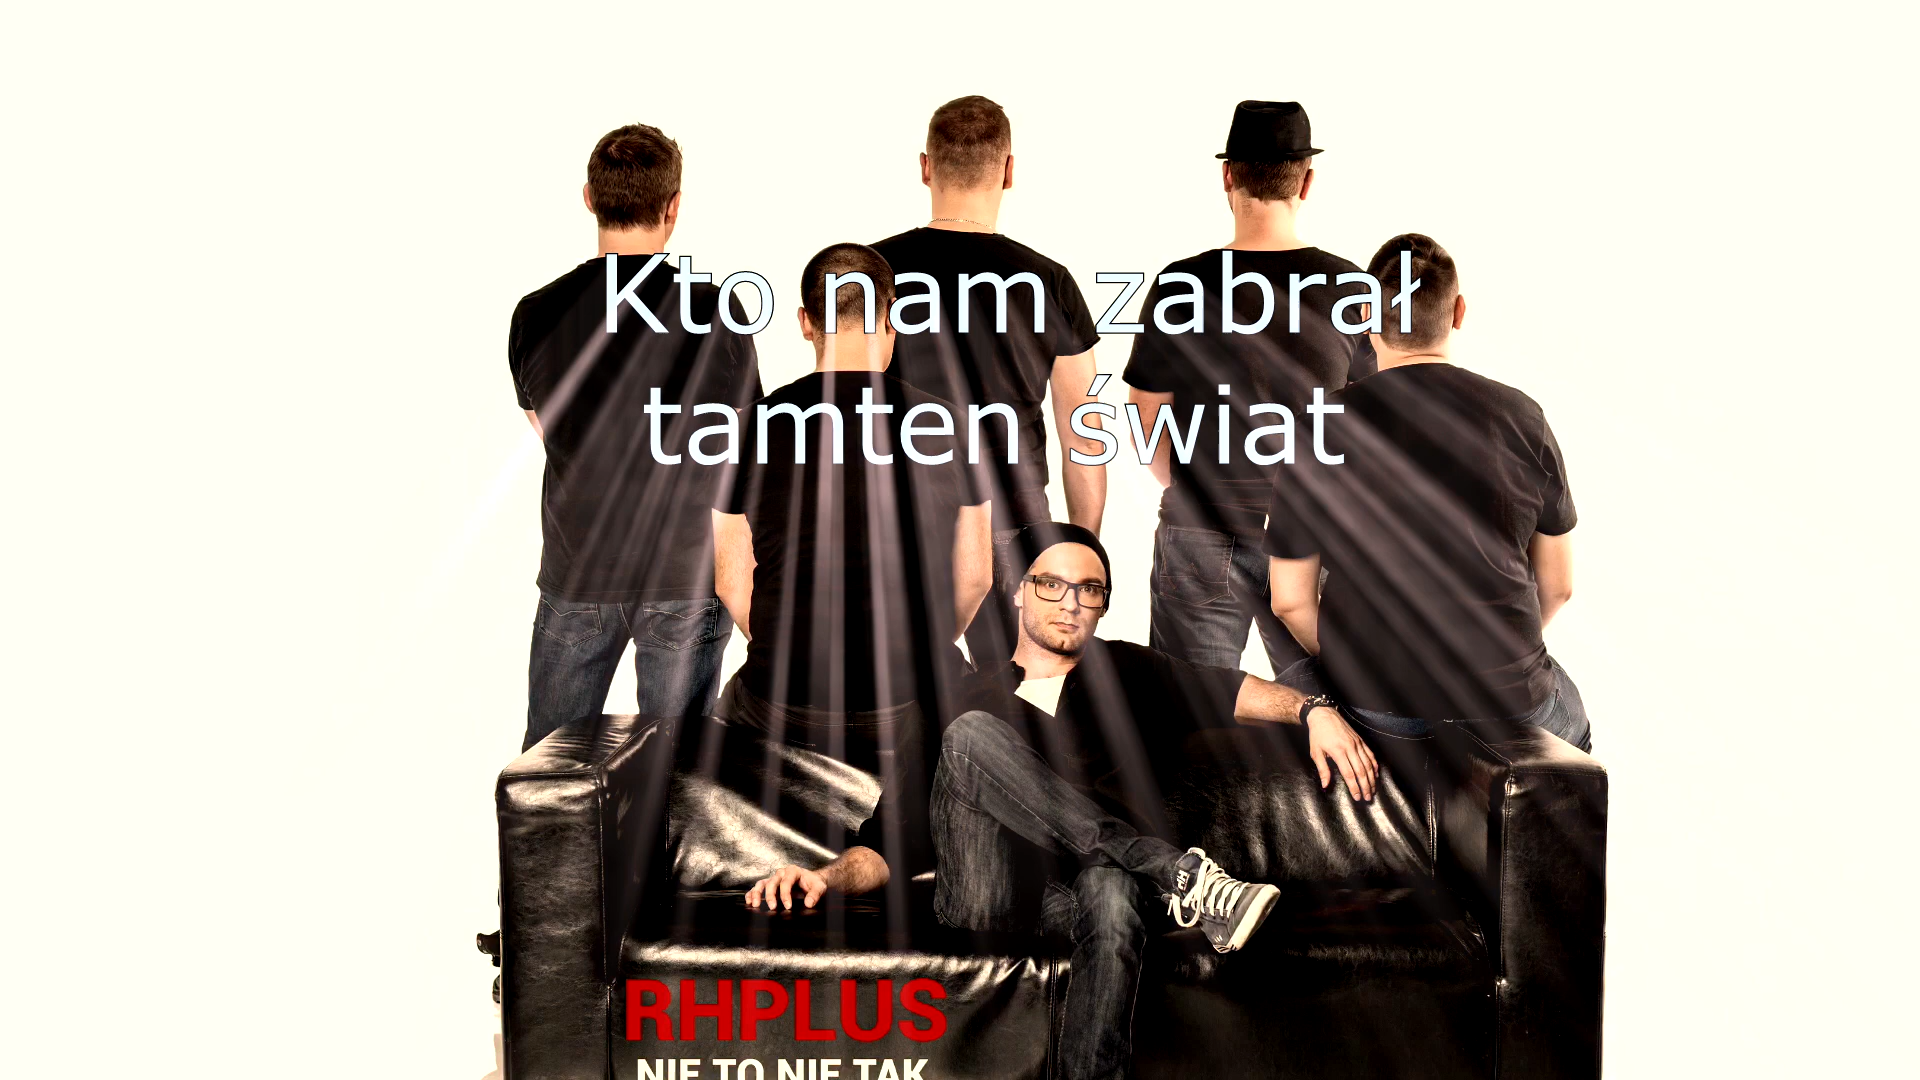 Kto nam zabrał
tamten świat
RHPLUS
NIE TO NIE TAK